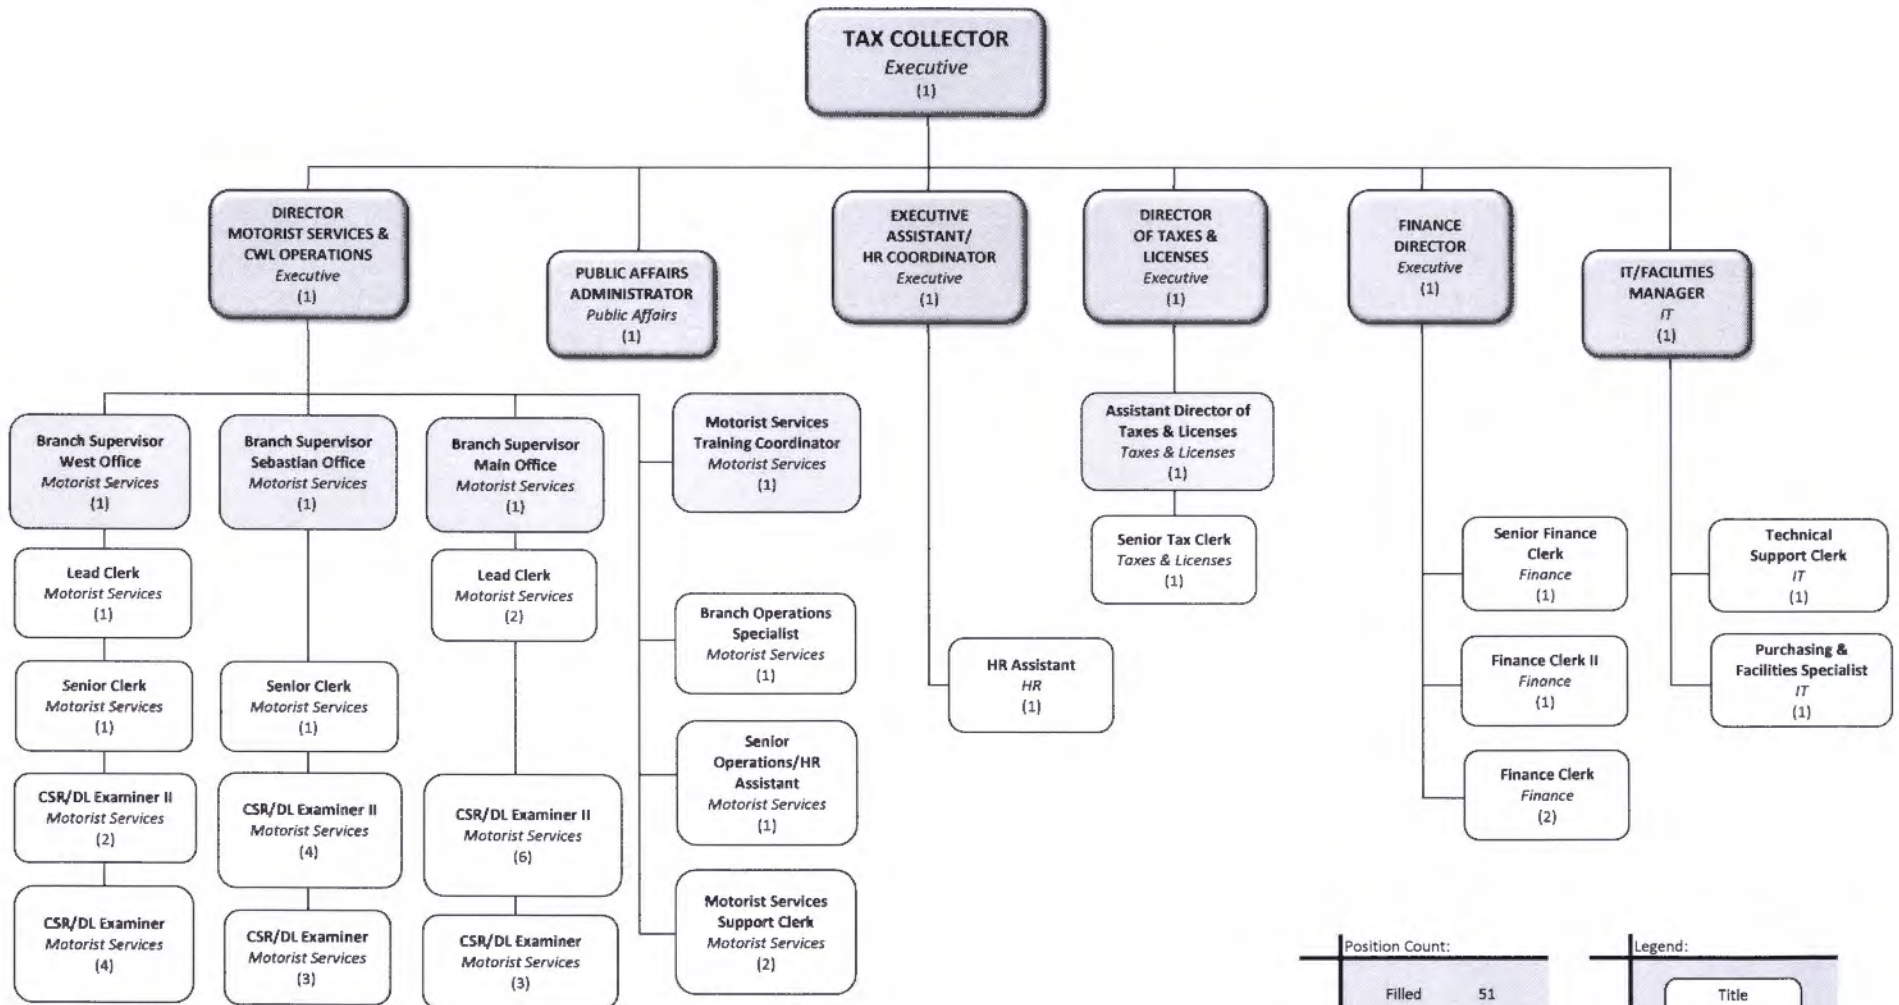 TAX COLLECTOR
Executive
(1)
DIRECTOR
MOTORIST SERVICES &
CWL OPERATIONS
Executive
(1)
PUBLIC AFFAIRS
ADMINISTRATOR
Public Affairs
(1)
EXECUTIVE
ASSISTANT/
HR COORDINATOR
Executive
(1)
DIRECTOR
OF TAXES &
LICENSES
Executive
(1)
FINANCE
DIRECTOR
Executive
(1)
IT/FACILITIES
MANAGER
IT
(1)
Branch Supervisor
West Office
Motorist Services
(1)
Lead Clerk
Motorist Services
(1)
Senior Clerk
Motorist Services
(1)
CSR/DL Examiner II
Motorist Services
(2)
CSR/DL Examiner
Motorist Services
(4)
Branch Supervisor
Sebastian Office
Motorist Services
(1)
Senior Clerk
Motorist Services
(1)
CSR/DL Examiner II
Motorist Services
(4)
CSR/DL Examiner
Motorist Services
(3)
Branch Supervisor
Main Office
Motorist Services
(1)
Lead Clerk
Motorist Services
(2)
CSR/DL Examiner II
Motorist Services
(6)
CSR/DL Examiner
Motorist Services
(3)
Motorist Services
Training Coordinator
Motorist Services
(1)
Branch Operations
Specialist
Motorist Services
(1)
Senior
Operations/HR
Assistant
Motorist Services
(1)
Motorist Services
Support Clerk
Motorist Services
(2)
HR Assistant
HR
(1)
Assistant Director of
Taxes & Licenses
Taxes & Licenses
(1)
Senior Tax Clerk
Taxes & Licenses
(1)
Senior Finance
Clerk
Finance
(1)
Finance Clerk II
Finance
(1)
Finance Clerk
Finance
(2)
Technical
Support Clerk
IT
(1)
Purchasing &
Facilities Specialist
IT
(1)
Position Count:
Filled 51
Legend:
Title